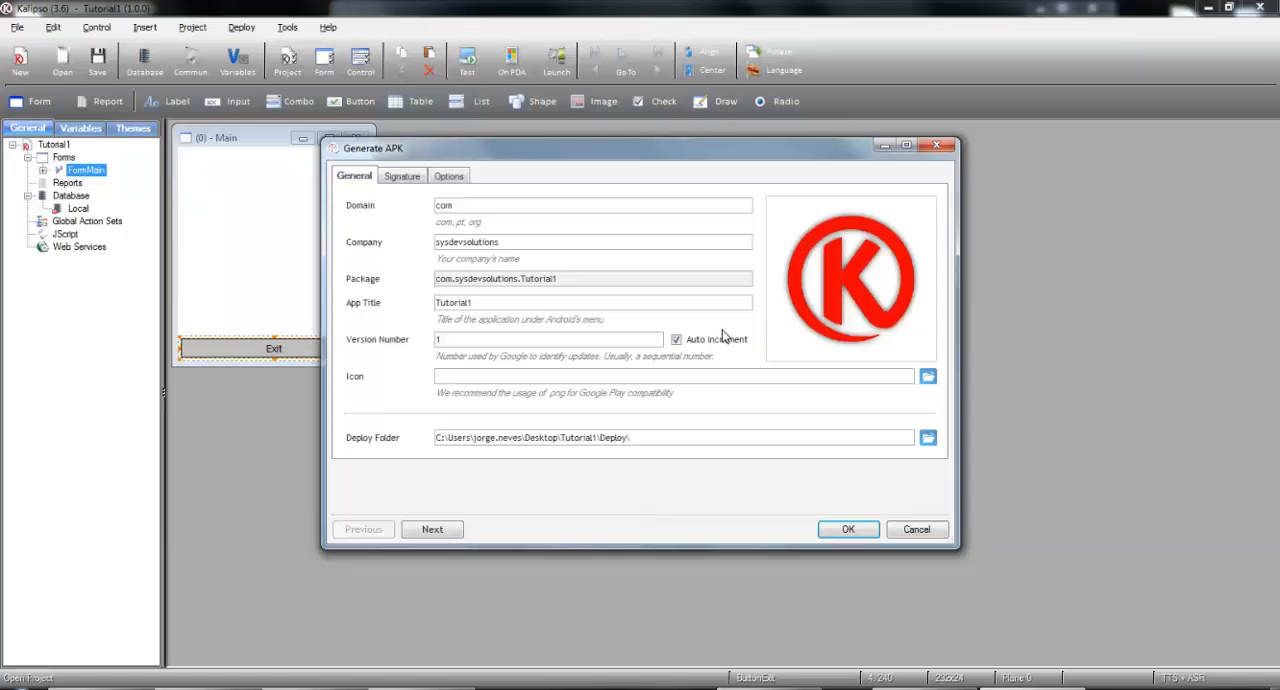 Kalipso (3.6) - Tutorial1 (1.0.0)
File Edit Control Insert Project Deploy Tools Help
New Open Save Database Commun. Variables Project Form Control Test On PDA Launch Go To Align Center Rotate Language
Form Report Label Input Combo Button Table List Shape Image Check Draw Radio
General Variables Themes
Tutorial1
Forms
FormMain
Reports
Database
Local
Global Action Sets
JScript
Web Services
(0) - Main
Exit
Generate APK
General Signature Options
Domain com
com, pt, org
Company sysdevsolutions
Your company's name
Package com.sysdevsolutions.Tutorial1
App Title Tutorial1
Title of the application under Android's menu
Version Number 1 Auto increment
Number used by Google to identify updates. Usually, a sequential number.
Icon
We recommend the usage of .png for Google Play compatibility
Deploy Folder C:\Users\jorge.neves\Desktop\Tutorial1\Deploy\
Previous Next OK Cancel
Open Project ButtonExit 4, 240 232x24 Plane 0 TTS + ASR